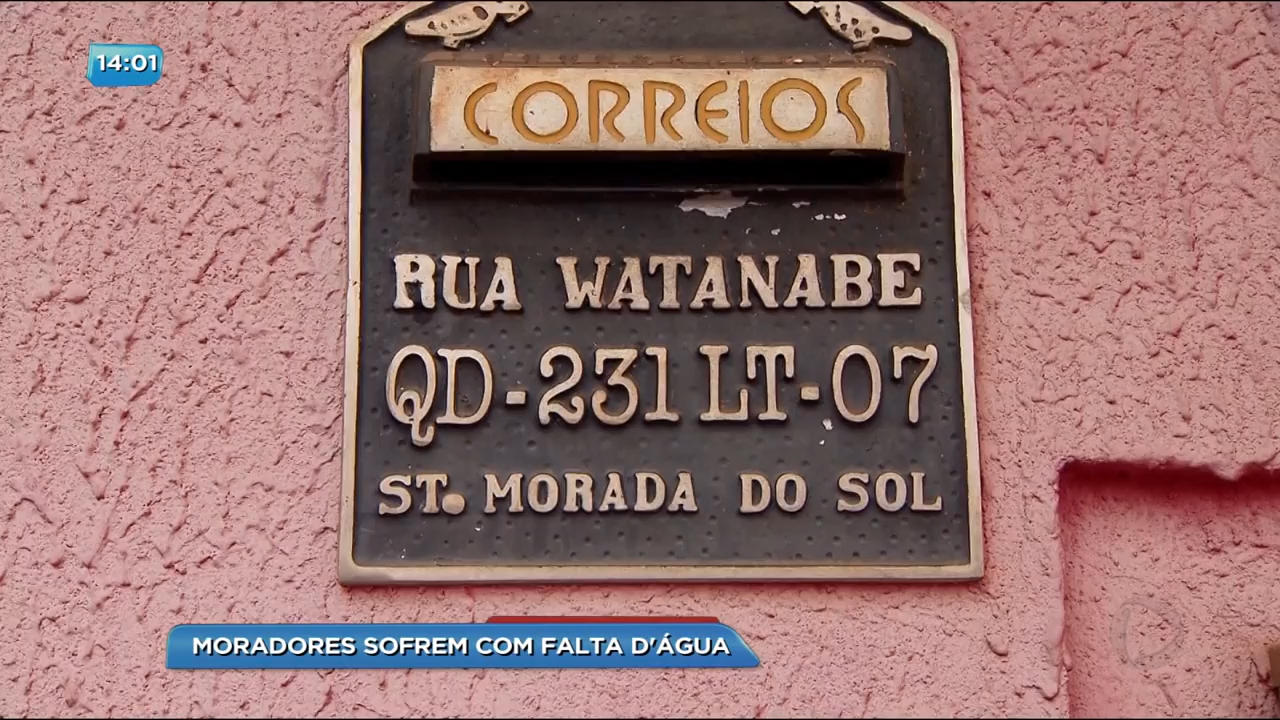 14:01
CORREIOS
RUA WATANABE
QD-231 LT-07
ST. MORADA DO SOL
MORADORES SOFREM COM FALTA D'ÁGUA